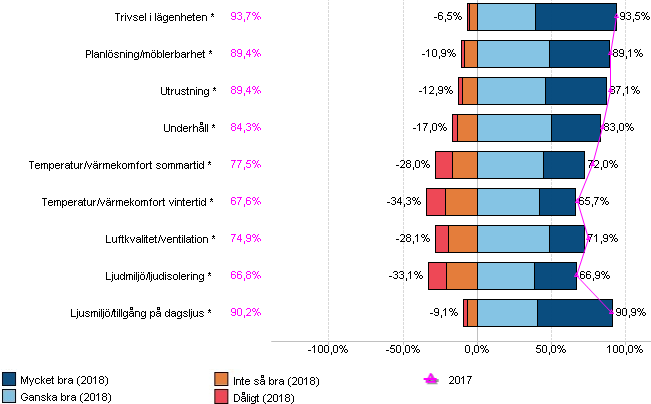 Trivsel i lägenheten * 93,7% -6,5% 93,5%
Planlösning/möblerbarhet * 89,4% -10,9% 89,1%
Utrustning * 89,4% -12,9% 87,1%
Underhåll * 84,3% -17,0% 83,0%
Temperatur/värmekomfort sommartid * 77,5% -28,0% 72,0%
Temperatur/värmekomfort vintertid * 67,6% -34,3% 65,7%
Luftkvalitet/ventilation * 74,9% -28,1% 71,9%
Ljudmiljö/ljudisolering * 66,8% -33,1% 66,9%
Ljusmiljö/tillgång på dagsljus * 90,2% -9,1% 90,9%
-100,0% -50,0% 0,0% 50,0% 100,0%
Mycket bra (2018) Inte så bra (2018) 2017
Ganska bra (2018) Dåligt (2018)